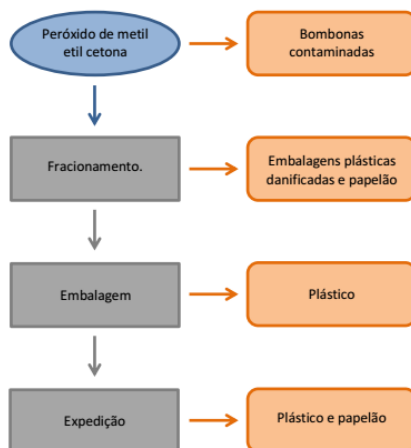 Peróxido de metil
etil cetona
Bombonas
contaminadas
Fracionamento.
Embalagens plásticas
danificadas e papelão
Embalagem
Plástico
Expedição
Plástico e papelão